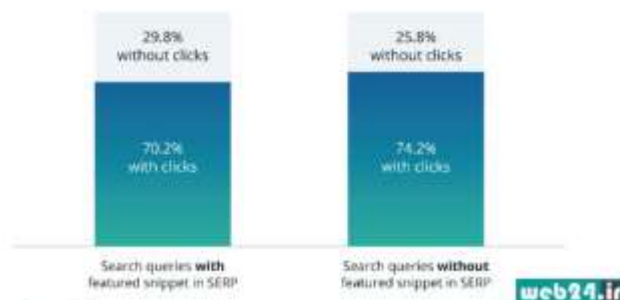 29.8%
without clicks
70.2%
with clicks
Search queries with
featured snippet in SERP
25.8%
without clicks
74.2%
with clicks
Search queries without
featured snippet in SERP
web24.ir